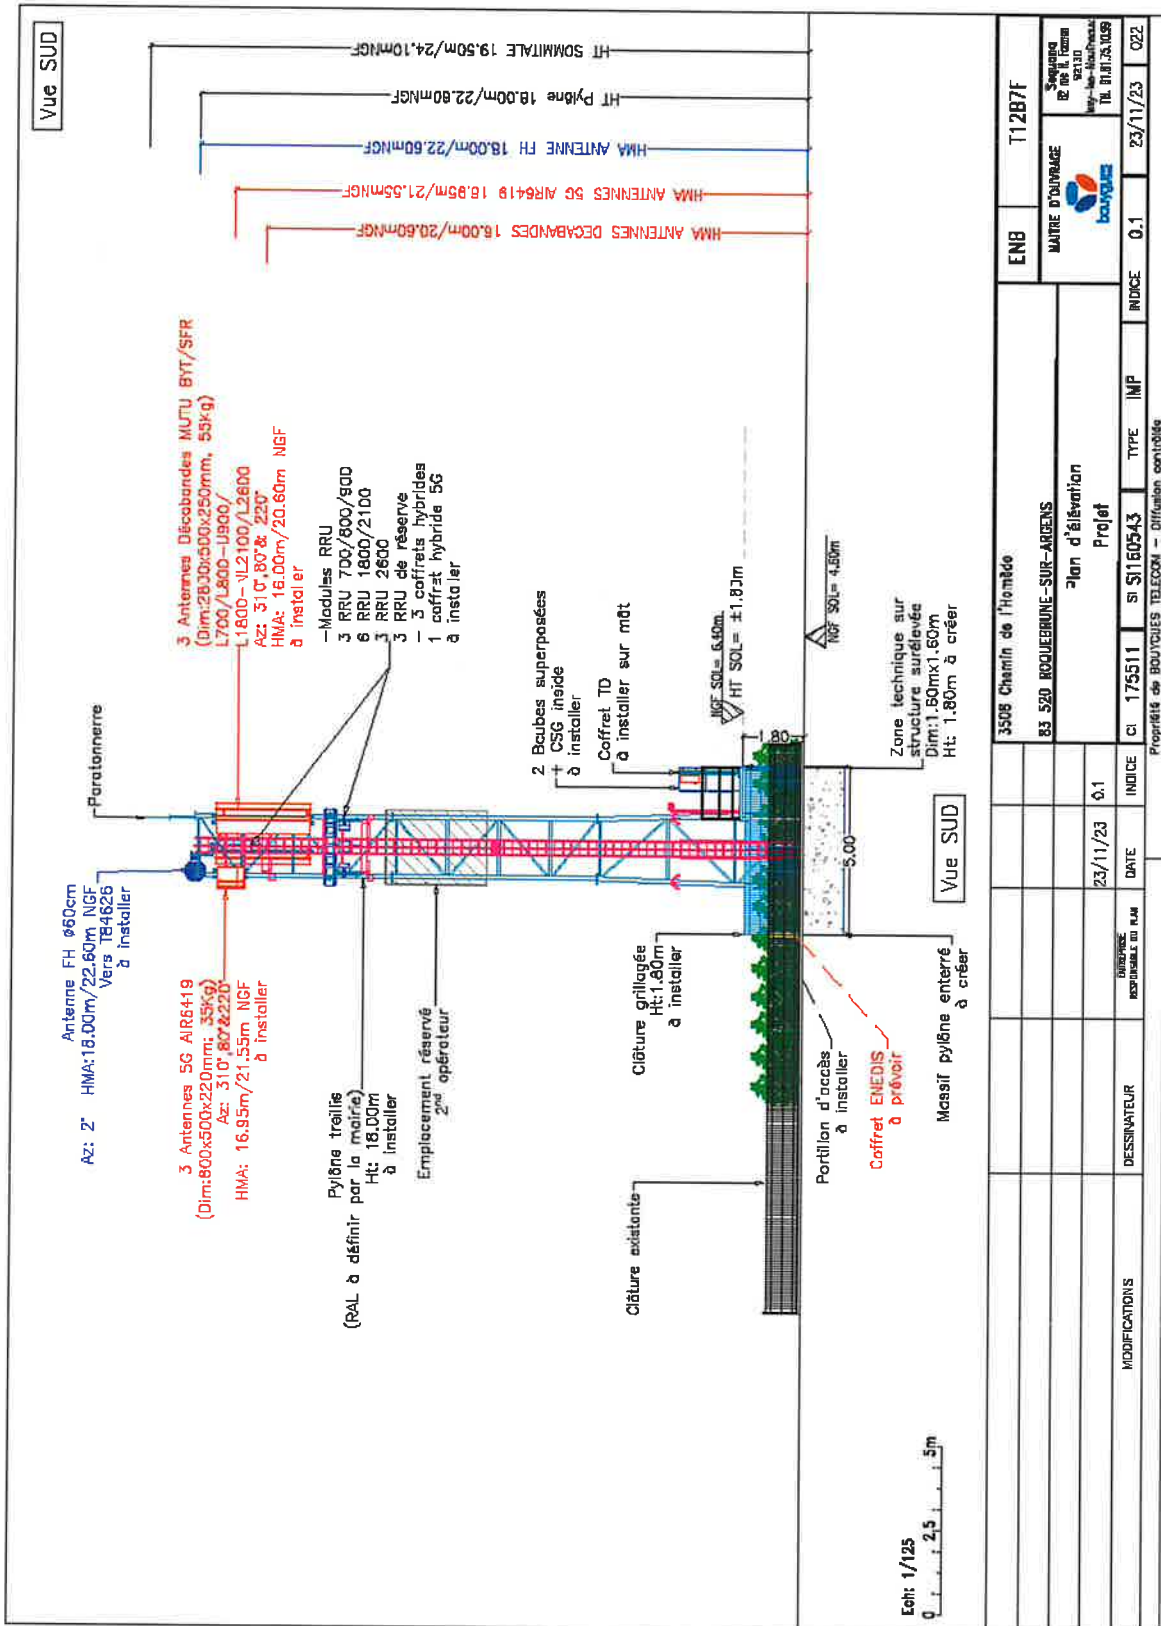 Vue SUD
HT SOMMITALE 19.50m/24.10mNGF
HT Pylône 18.00m/22.60mNGF
HMA ANTENNE FH 18.00m/22.60mNGF
HMA ANTENNES 5G AIR6419 16.95m/21.55mNGF
HMA ANTENNES DECABANDES 16.00m/20.60mNGF
Paratonnerre
Antenne FH Ø60cm
Az: 2° HMA:18.00m/22.60m NGF
Vers T84626
à installer
3 Antennes 5G AIR6419
(Dim:800x500x220mm; 35Kg)
Az: 310°,80°&220°
HMA: 16.95m/21.55m NGF
à installer
3 Antennes Décabandes MUTU BYT/SFR
(Dim:2600x500x250mm, 55Kg)
L700/L800-U900/
L1800-VL2100/L2600
Az: 310°,80°& 220°
HMA: 16.00m/20.60m NGF
à installer
-Modules RRU
3 RRU 700/800/900
6 RRU 1800/2100
3 RRU 2600
3 RRU de réserve
- 3 coffrets hybrides
1 coffret hybride 5G
à installer
Pylône treillis
(RAL à définir par la mairie)
Ht: 18.00m
à installer
Emplacement réservé
2nd opérateur
2 Bcubes superposées
+ CSG inside
à installer
Coffret TD
à installer sur mât
NGF SOL= 6.40m
HT SOL= ±1.80m
1.80
NGF SOL= 4.60m
Clôture grillagée
Ht:1.80m
à installer
Clôture existante
Portillon d'accès
à installer
Coffret ENEDIS
à prévoir
Massif pylône enterré
à créer
5.00
Zone technique sur
structure surélevée
Dim:1.60mx1.60m
Ht: 1.80m à créer
Vue SUD
Ech: 1/125
0 2,5 5m
3508 Chemin de l'Homède
83 520 ROQUEBRUNE-SUR-ARGENS
ENB T12B7F
MAITRE D'OUVRAGE
bouygues
Sequana
92130
Plan d'élévation
Projet
23/11/23 0.1
MODIFICATIONS DESSINATEUR ENTREPRISE RESPONSABLE DU PLAN DATE INDICE
CI 175511 SI SI160543 TYPE IMP INDICE 0.1 23/11/23 022
Propriété de BOUYGUES TELECOM - Diffusion contrôlée